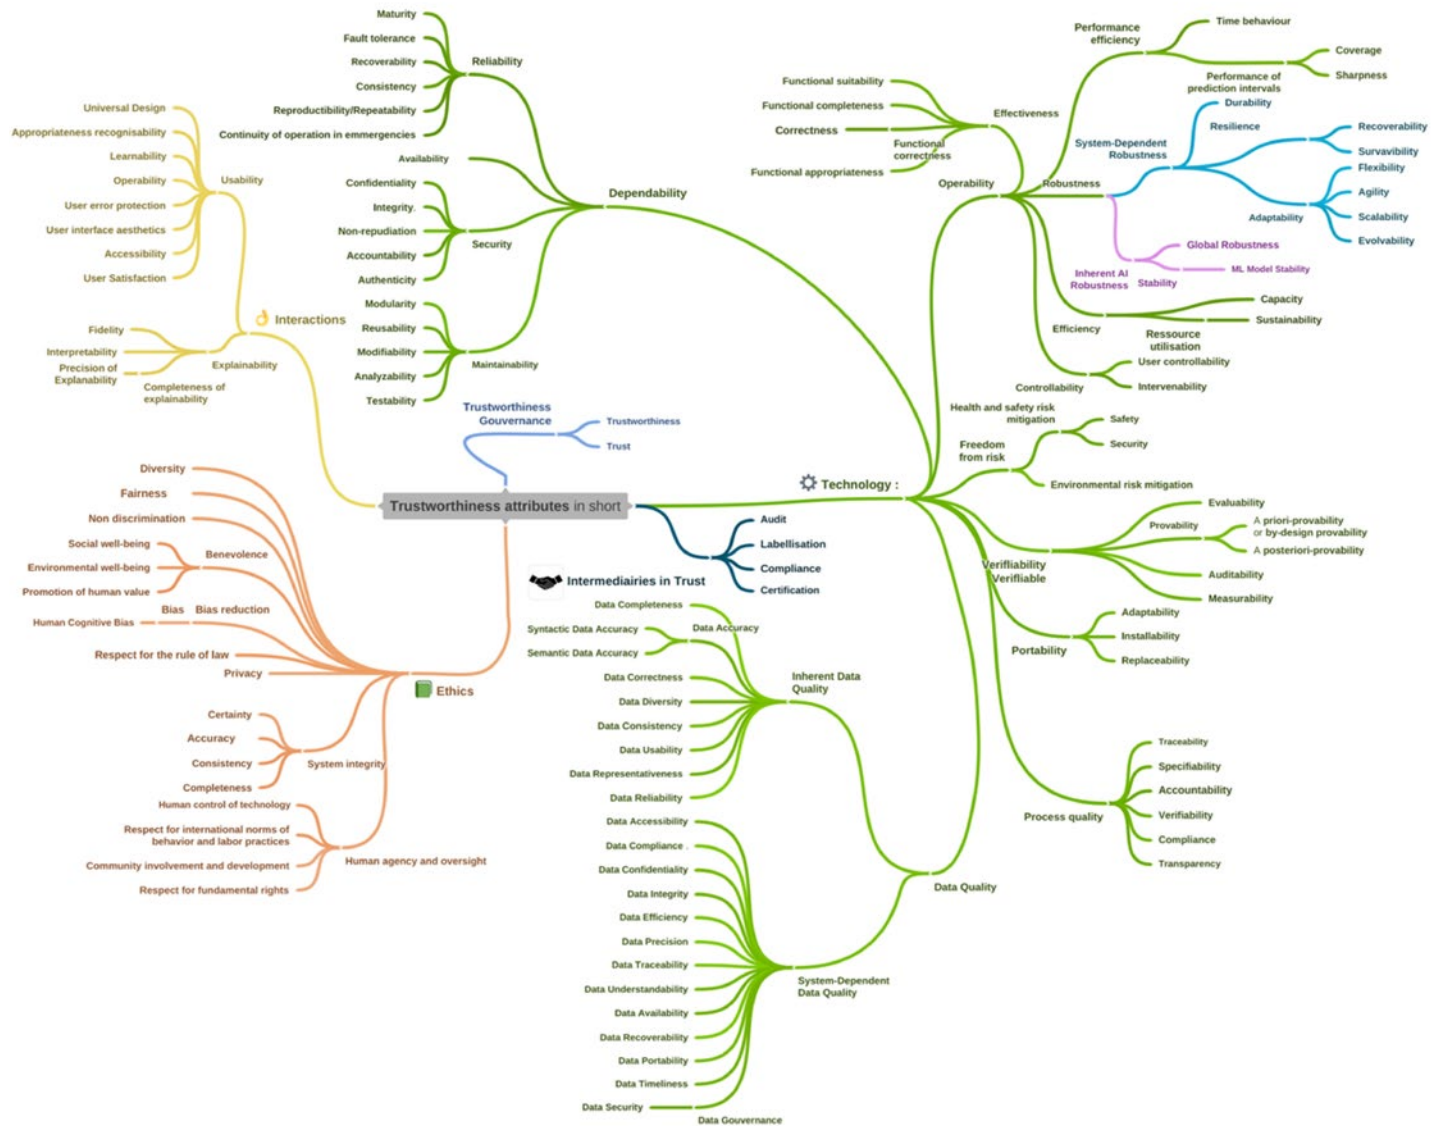 Maturity
Fault tolerance
Recoverability
Consistency
Reproductibility/Repeatability
Continuity of operation in emmergencies
Reliability
Availability
Confidentiality
Integrity.
Non-repudiation
Accountability
Authenticity
Security
Modularity
Reusability
Modifiability
Analyzability
Testability
Maintainability
Dependability
Universal Design
Appropriateness recognisability
Learnability
Operability
User error protection
User interface aesthetics
Accessibility
User Satisfaction
Usability
Interactions
Fidelity
Interpretability
Precision of
Explanability
Completeness of
explainability
Explainability
Trustworthiness
Gouvernance
Trustworthiness
Trust
Trustworthiness attributes in short
Functional suitability
Functional completeness
Correctness
Functional
correctness
Functional appropriateness
Effectiveness
Operability
Performance
efficiency
Time behaviour
Performance of
prediction intervals
Coverage
Sharpness
Robustness
System-Dependent
Robustness
Durability
Resilience
Recoverability
Survavibility
Adaptability
Flexibility
Agility
Scalability
Evolvability
Inherent AI
Robustness
Global Robustness
Stability
ML Model Stability
Efficiency
Capacity
Ressource
utilisation
Sustainability
Controllability
User controllability
Intervenability
Technology :
Freedom
from risk
Health and safety risk
mitigation
Safety
Security
Environmental risk mitigation
Verifliability
Verifliable
Evaluability
Provability
A priori-provability
or by-design provability
A posteriori-provability
Auditability
Measurability
Portability
Adaptability
Installability
Replaceability
Process quality
Traceability
Specifiability
Accountability
Verifiability
Compliance
Transparency
Intermediairies in Trust
Audit
Labellisation
Compliance
Certification
Diversity
Fairness
Non discrimination
Social well-being
Environmental well-being
Promotion of human value
Benevolence
Bias
Bias reduction
Human Cognitive Bias
Respect for the rule of law
Privacy
Ethics
Certainty
Accuracy
Consistency
Completeness
System integrity
Human control of technology
Respect for international norms of
behavior and labor practices
Community involvement and development
Respect for fundamental rights
Human agency and oversight
Data Completeness
Syntactic Data Accuracy
Semantic Data Accuracy
Data Accuracy
Data Correctness
Data Diversity
Data Consistency
Data Usability
Data Representativeness
Data Reliability
Inherent Data
Quality
Data Accessibility
Data Compliance .
Data Confidentiality
Data Integrity
Data Efficiency
Data Precision
Data Traceability
Data Understandability
Data Availability
Data Recoverability
Data Portability
Data Timeliness
Data Security
Data Gouvernance
System-Dependent
Data Quality
Data Quality